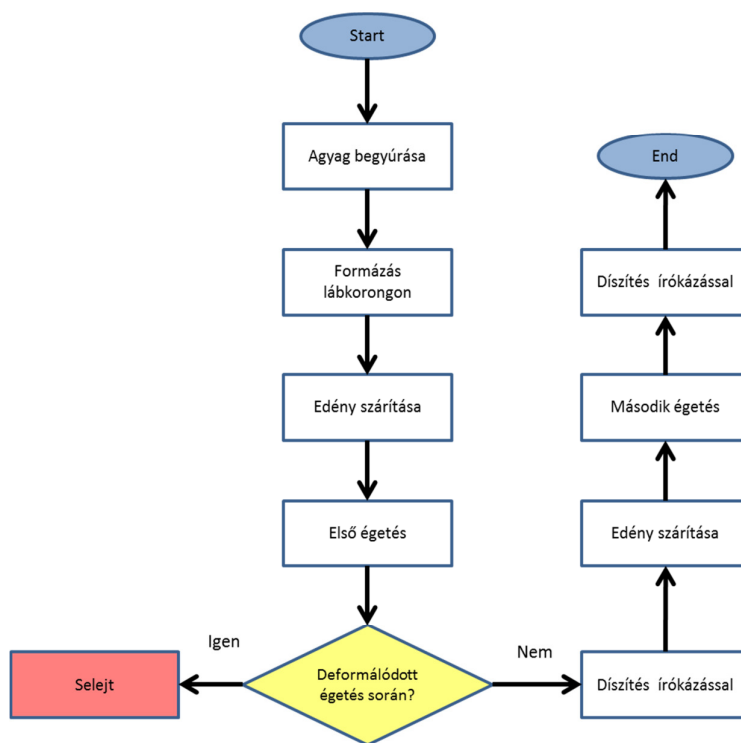 Start
Agyag begyúrása
Formázás
lábkorongon
Edény szárítása
Első égetés
Deformálódott
égetés során?
Igen
Selejt
Nem
Díszítés írókázással
Edény szárítása
Második égetés
Díszítés írókázással
End